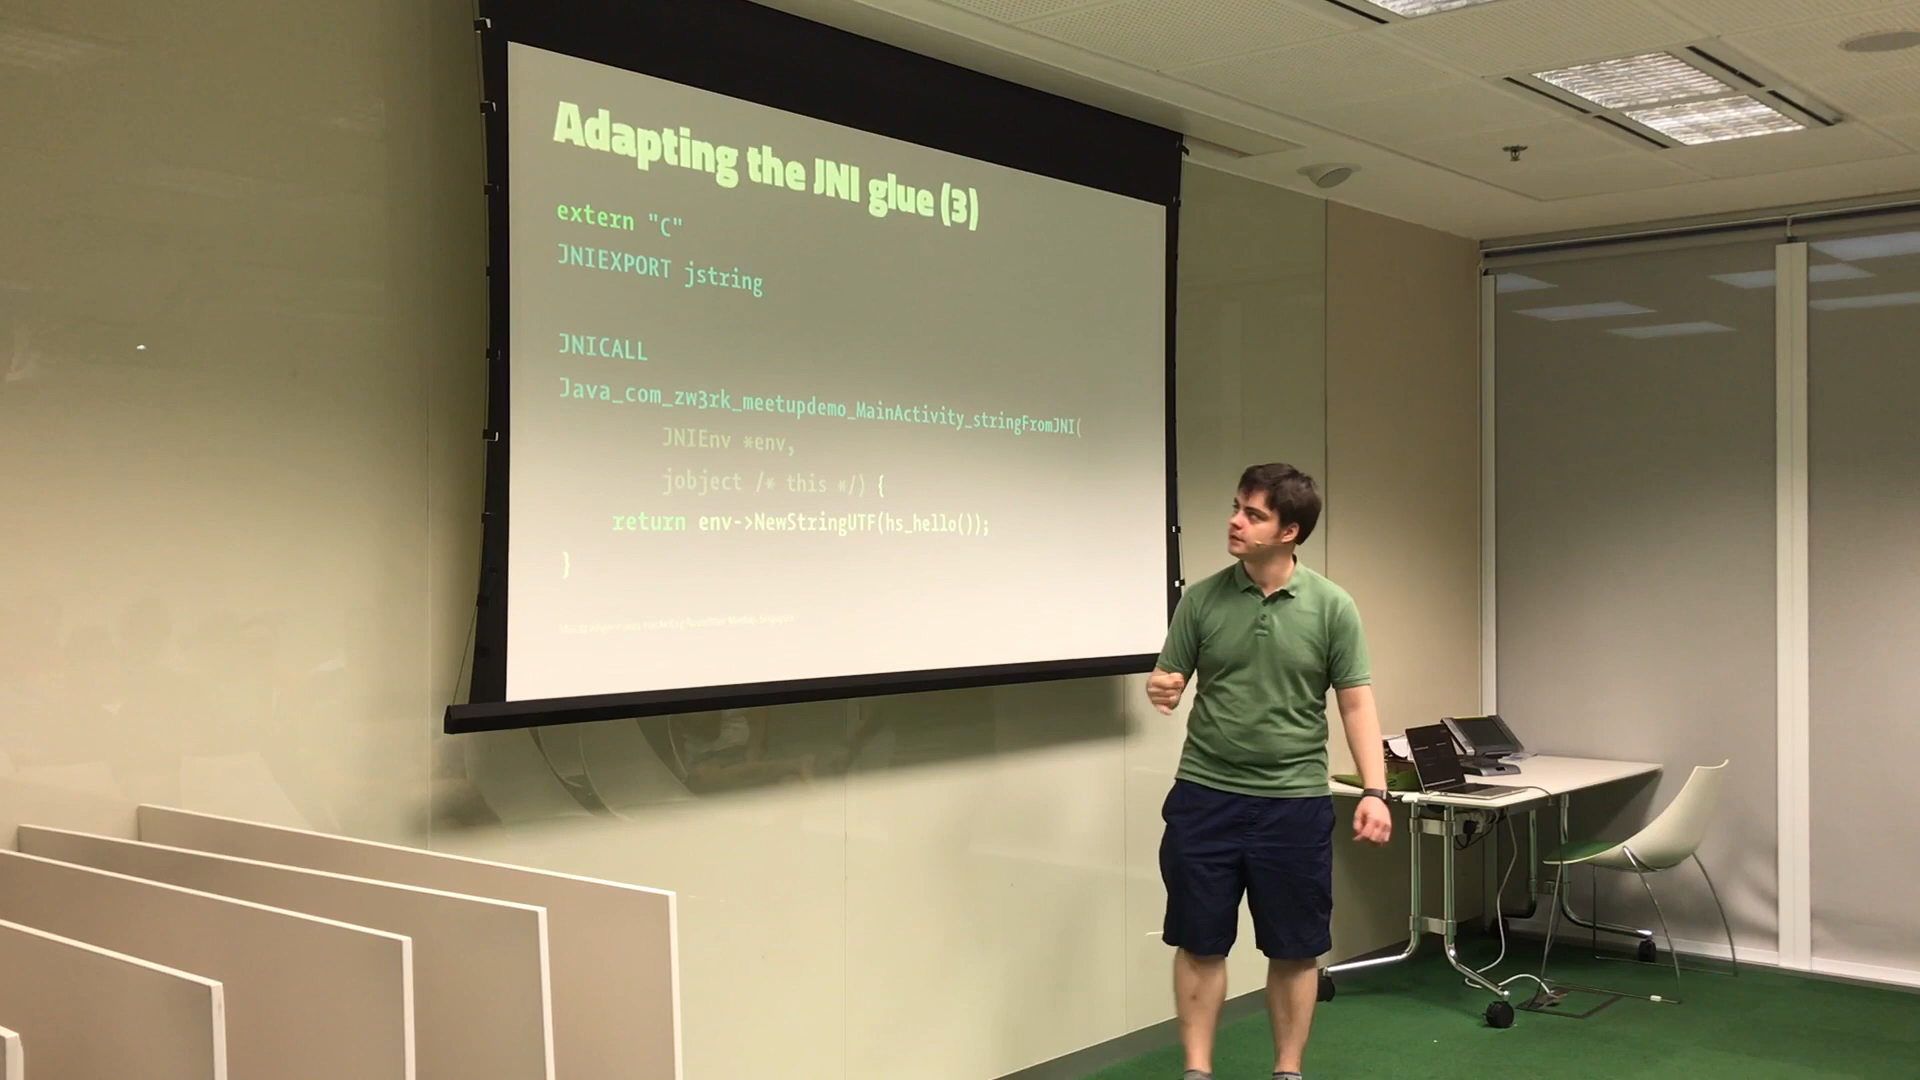 Adapting the JNI glue (3)
extern "C"
JNIEXPORT jstring
JNICALL
Java_com_zw3rk_meetupdemo_MainActivity_stringFromJNI(
JNIEnv *env,
jobject /* this */) {
return env->NewStringUTF(hs_hello());
}